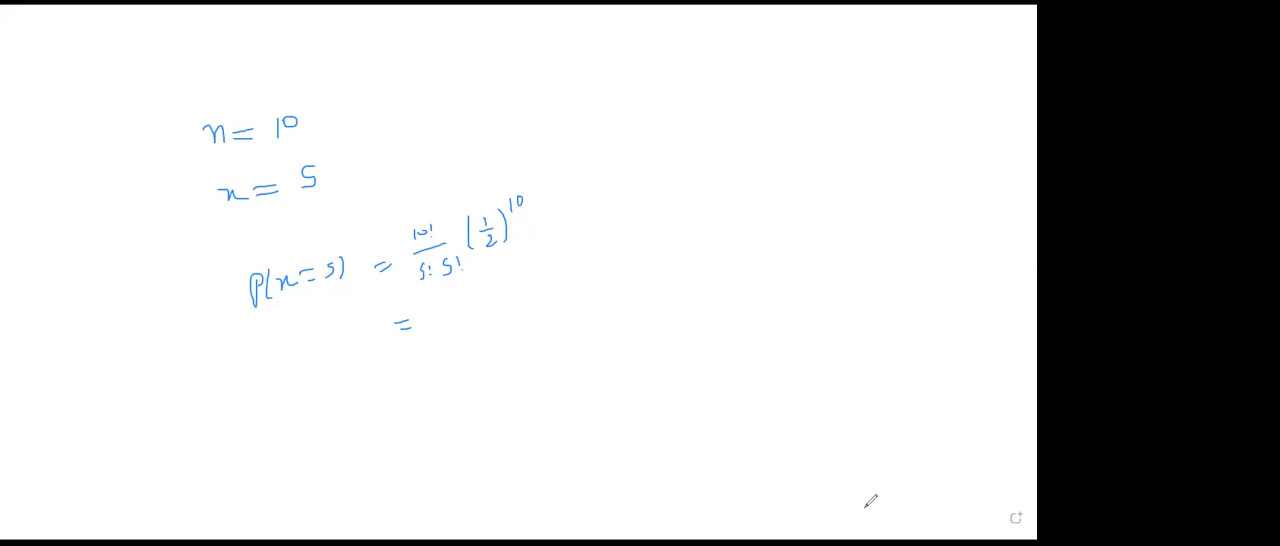 n = 10
x = 5
P(x = 5) = 10!/5! 5! (1/2)^10
=